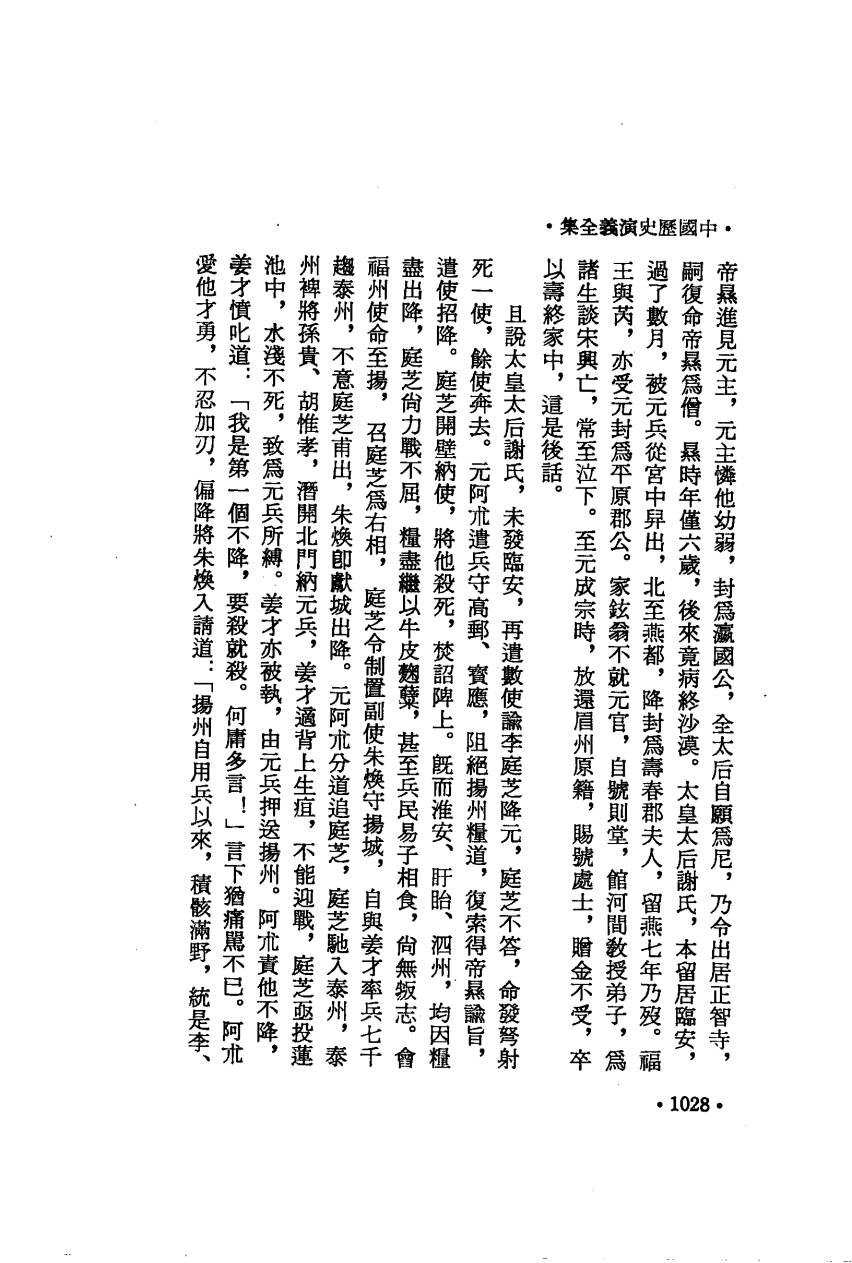 •中國歷史演義全集•
帝㬎進見元主，元主憐他幼弱，封爲瀛國公，全太后自願爲尼，乃令出居正智寺，
嗣復命帝㬎爲僧。㬎時年僅六歲，後來竟病終沙漠。太皇太后謝氏，本留居臨安，
過了數月，被元兵從宮中舁出，北至燕都，降封爲壽春郡夫人，留燕七年乃歿。福
王與芮，亦受元封爲平原郡公。家鉉翁不就元官，自號則堂，館河間教授弟子，爲
諸生談宋興亡，常至泣下。至元成宗時，放還眉州原籍，賜號處士，贈金不受，卒
以壽終家中，這是後話。
且說太皇太后謝氏，未發臨安，再遣數使諭李庭芝降元，庭芝不答，命發弩射
死一使，餘使奔去。元阿朮遣兵守高郵、寶應，阻絕揚州糧道，復索得帝㬎諭旨，
遣使招降。庭芝開壁納使，將他殺死，焚詔陴上。旣而淮安、盱眙、泗州，均因糧
盡出降，庭芝尙力戰不屈，糧盡繼以牛皮麴蘗，甚至兵民易子相食，尙無叛志。會
福州使命至揚，召庭芝爲右相，庭芝令制置副使朱煥守揚城，自與姜才率兵七千
趨泰州，不意庭芝甫出，朱煥卽獻城出降。元阿朮分道追庭芝，庭芝馳入泰州，泰
州裨將孫貴、胡惟孝，潛開北門納元兵，姜才適背上生疽，不能迎戰，庭芝亟投蓮
池中，水淺不死，致爲元兵所縛。姜才亦被執，由元兵押送揚州。阿朮責他不降，
姜才憤叱道：「我是第一個不降，要殺就殺。何庸多言！」言下猶痛罵不已。阿朮
愛他才勇，不忍加刃，偏降將朱煥入請道：「揚州自用兵以來，積骸滿野，統是李、
•1028•